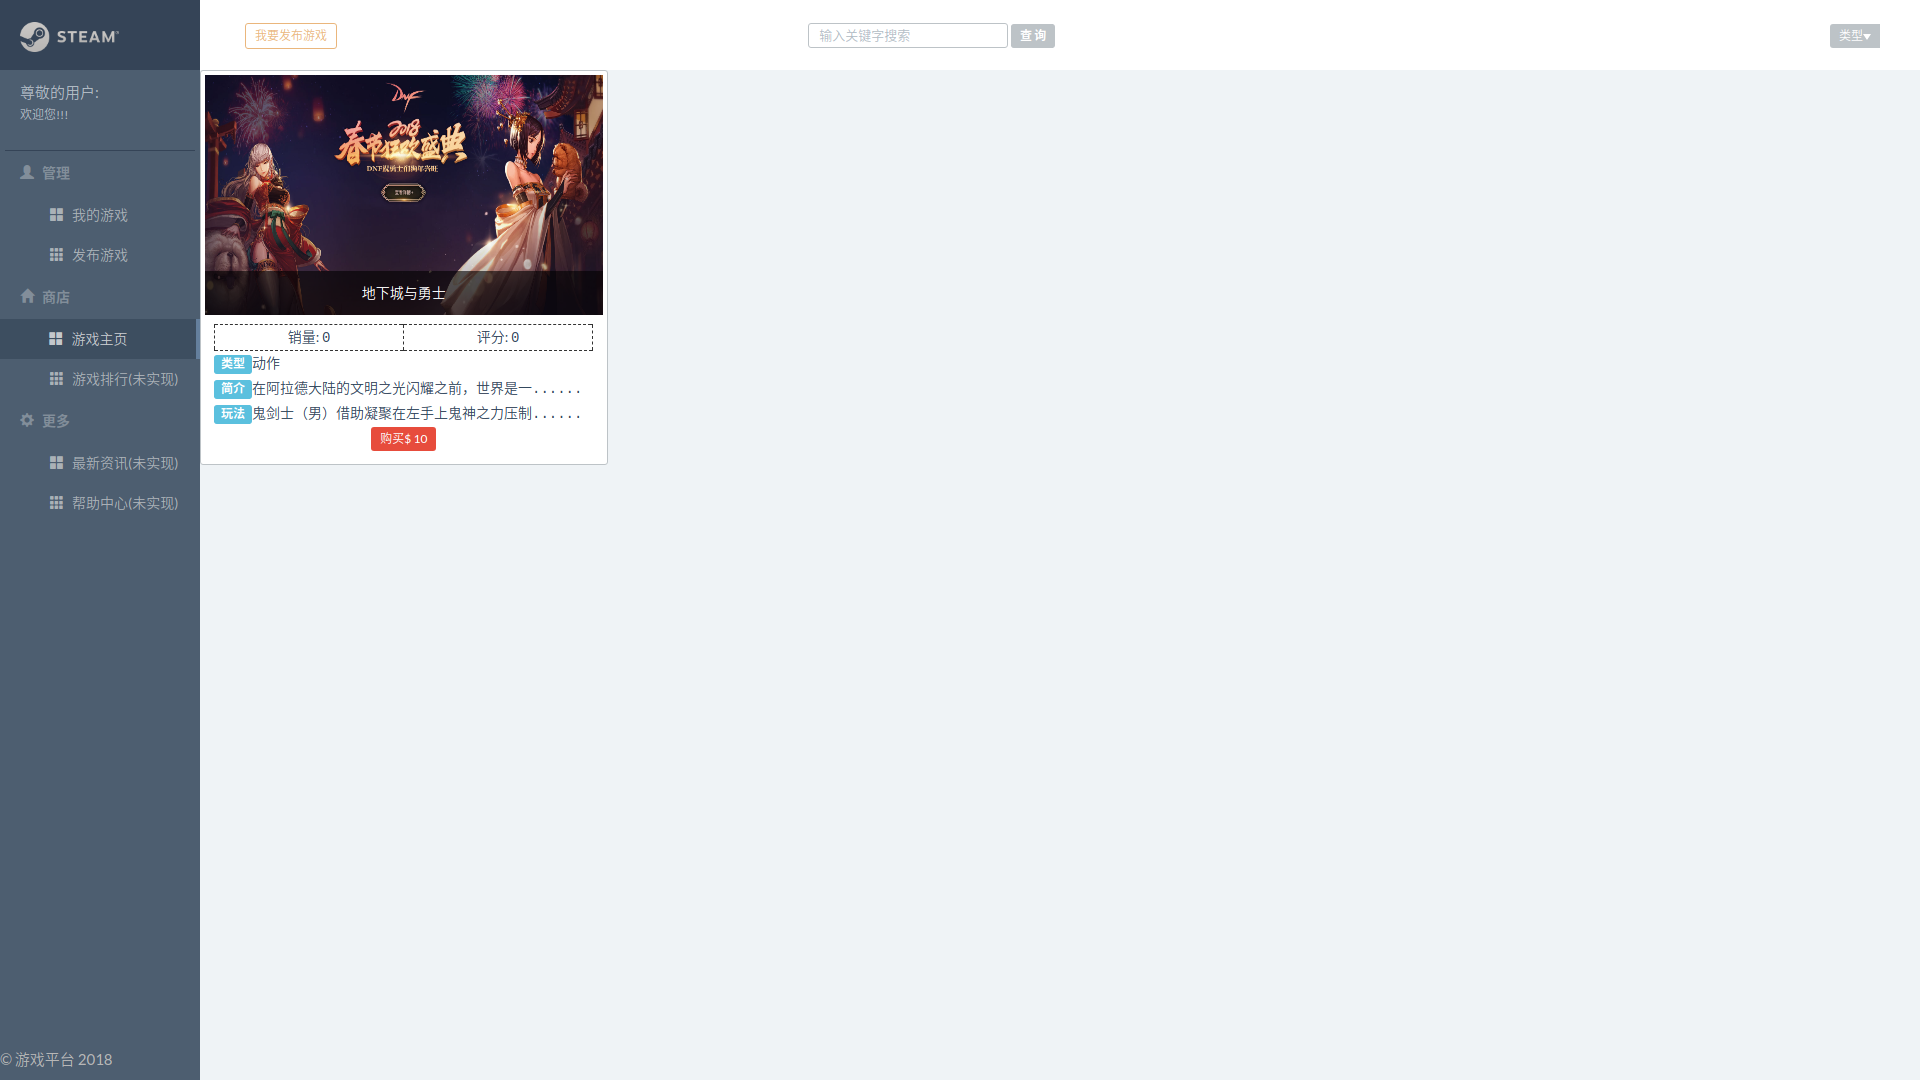 STEAM
我要发布游戏
输入关键字搜索
查 询
类型
尊敬的用户:
欢迎您!!!
管理
我的游戏
发布游戏
商店
游戏主页
游戏排行(未实现)
更多
最新资讯(未实现)
帮助中心(未实现)
© 游戏平台 2018
DNF
2018
春节狂欢盛典
地下城与勇士
销量: 0
评分: 0
类型 动作
简介 在阿拉德大陆的文明之光闪耀之前，世界是一......
玩法 鬼剑士（男）借助凝聚在左手上鬼神之力压制......
购买$ 10